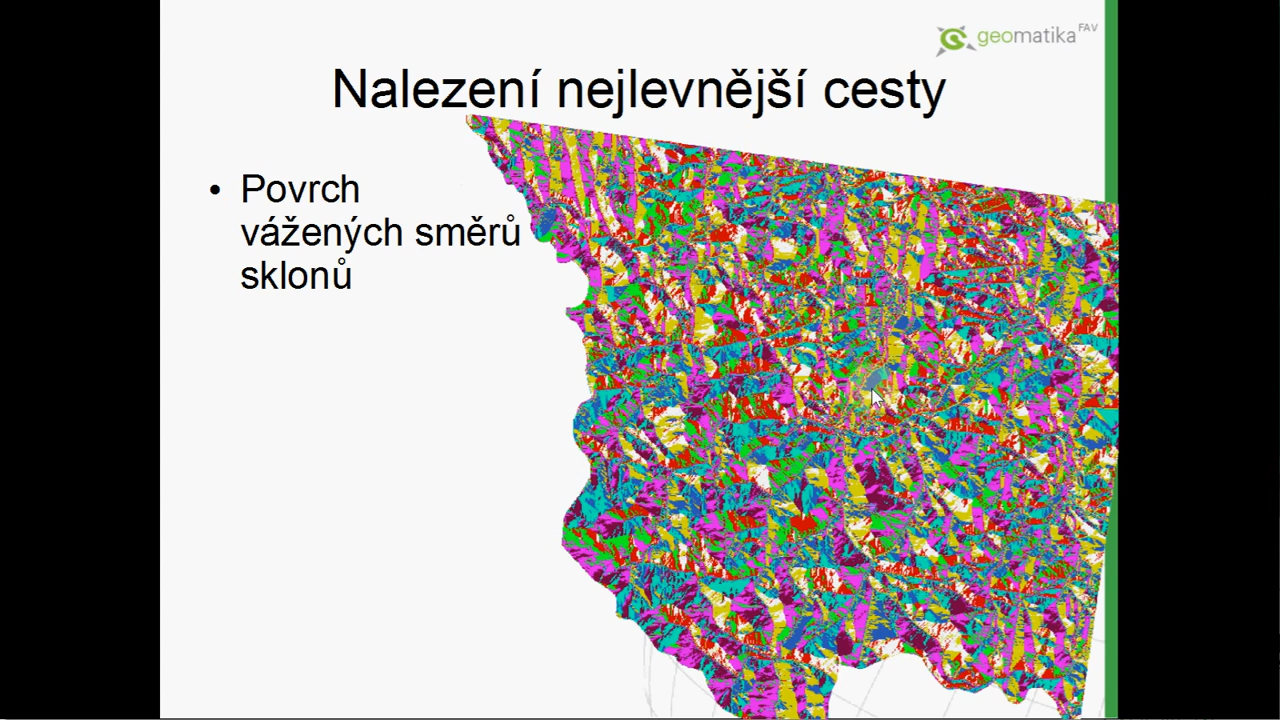 geomatika FAV
Nalezení nejlevnější cesty
• Povrch
vážených směrů
sklonů